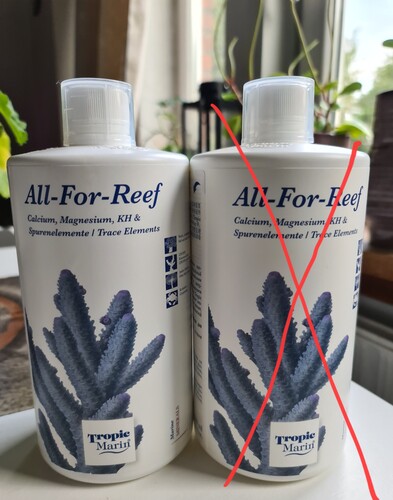 All-For-Reef
Calcium, Magnesium, KH &
Spurenelemente / Trace Elements
Tropic
Marin
All-For-Reef
Calcium, Magnesium, KH &
Spurenelemente / Trace Elements
Tropic
Marin